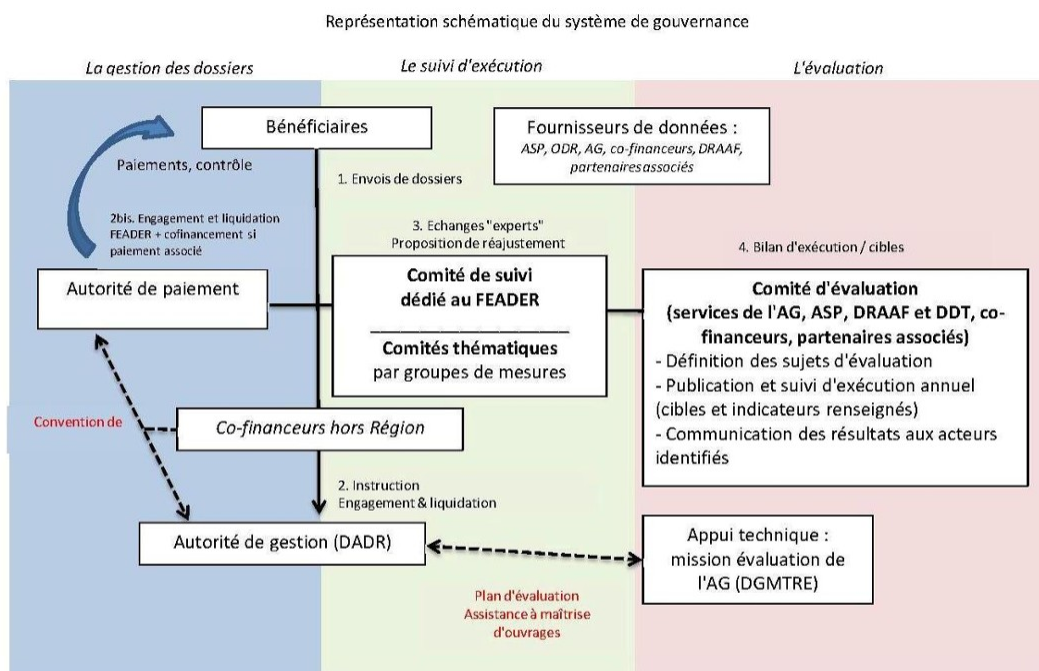 Représentation schématique du système de gouvernance
La gestion des dossiers
Le suivi d'exécution
L'évaluation
Bénéficiaires
Fournisseurs de données :
ASP, ODR, AG, co-financeurs, DRAAF,
partenaires associés
Paiements, contrôle
1. Envois de dossiers
2bis. Engagement et liquidation
FEADER + cofinancement si
paiement associé
3. Echanges "experts"
Proposition de réajustement
4. Bilan d'exécution / cibles
Autorité de paiement
Comité de suivi
dédié au FEADER
Comités thématiques
par groupes de mesures
Comité d'évaluation
(services de l'AG, ASP, DRAAF et DDT, co-
financeurs, partenaires associés)
- Définition des sujets d'évaluation
- Publication et suivi d'exécution annuel
(cibles et indicateurs renseignés)
- Communication des résultats aux acteurs
identifiés
Convention de
Co-financeurs hors Région
2. Instruction
Engagement & liquidation
Autorité de gestion (DADR)
Appui technique :
mission évaluation de
l'AG (DGMTRE)
Plan d'évaluation
Assistance à maîtrise
d'ouvrages